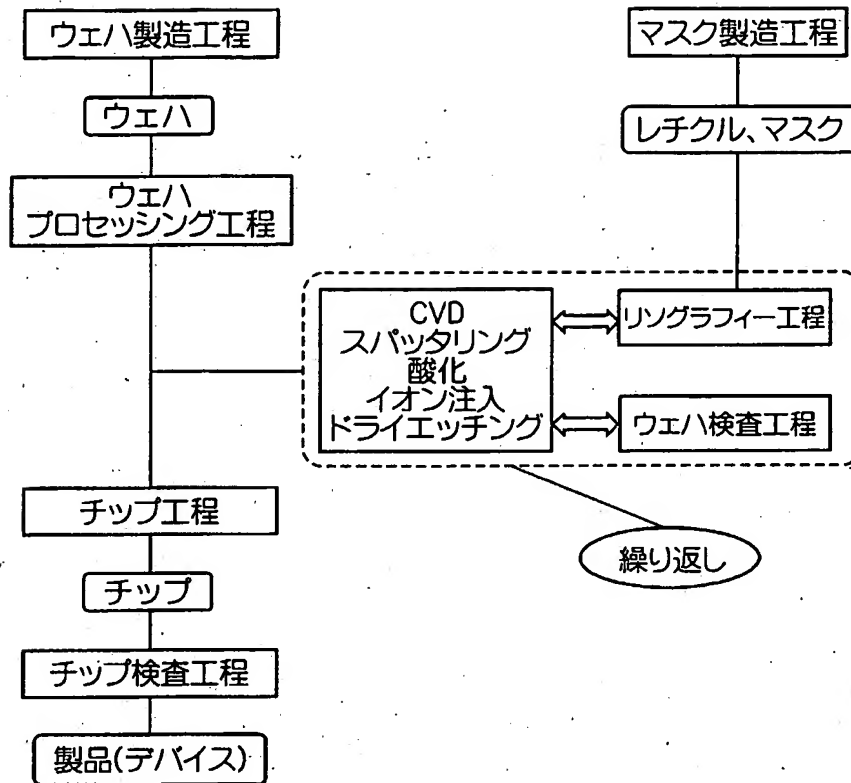 ウェハ製造工程
マスク製造工程
ウェハ
レチクル、マスク
ウェハ
プロセッシング工程
CVD
スパッタリング
酸化
イオン注入
ドライエッチング
リソグラフィー工程
ウェハ検査工程
チップ工程
繰り返し
チップ
チップ検査工程
製品(デバイス)